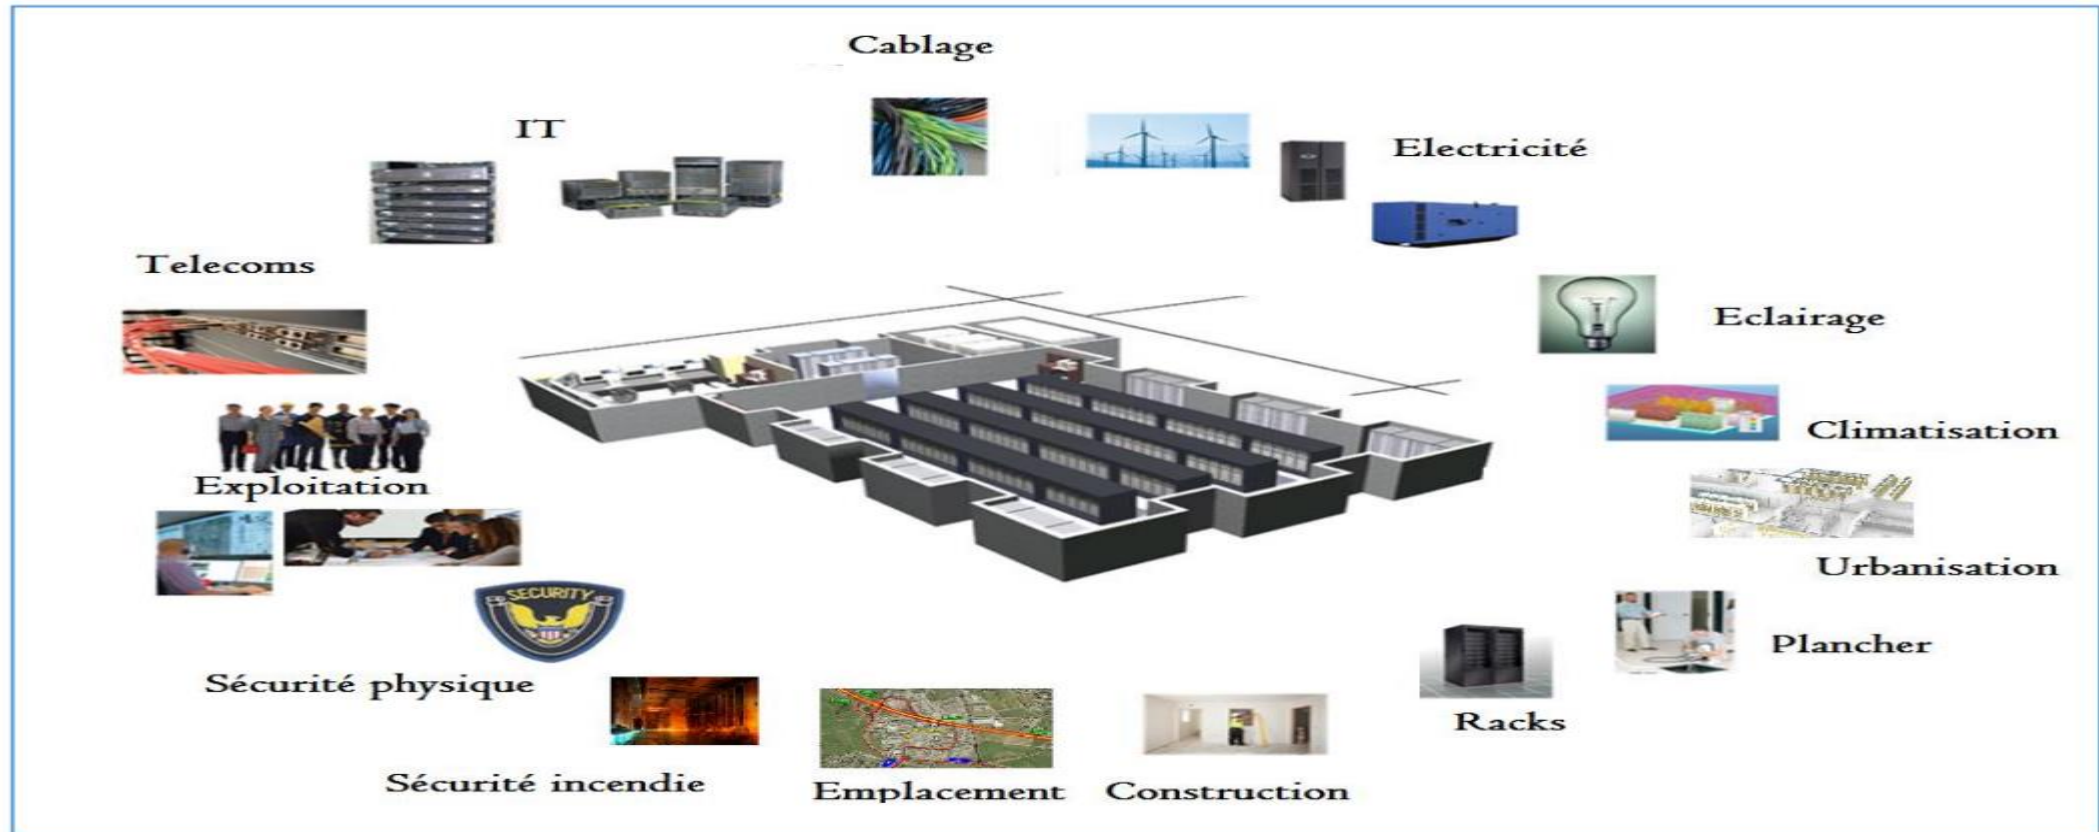 Cablage
IT
Electricité
Telecoms
Eclairage
Climatisation
Exploitation
Urbanisation
SECURITY
Plancher
Sécurité physique
Racks
Sécurité incendie
Emplacement
Construction